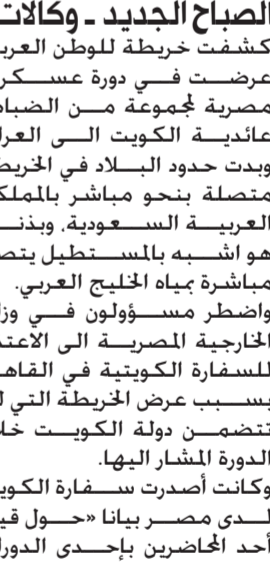 الصباح الجديد ـ وكالات
كشفت خريطة للوطن العرب
عرضت في دورة عسكر
مصرية لمجموعة من الضبا
عائدية الكويت الى العرا
وبدت حدود البلاد في الخريط
متصلة بنحو مباشر بالمملك
العربية السعودية، وبذن
هو اشبه بالمستطيل يتص
مباشرة بمياه الخليج العربي.
واضطر مسؤولون في وزا
الخارجية المصرية الى الاعتذ
للسفارة الكويتية في القاه
بسبب عرض الخريطة التي ل
تتضمن دولة الكويت خلا
الدورة المشار اليها.
وكانت أصدرت سفارة الكوي
لدى مصر بيانا «حول قي
أحد المحاضرين بإحدى الدورا